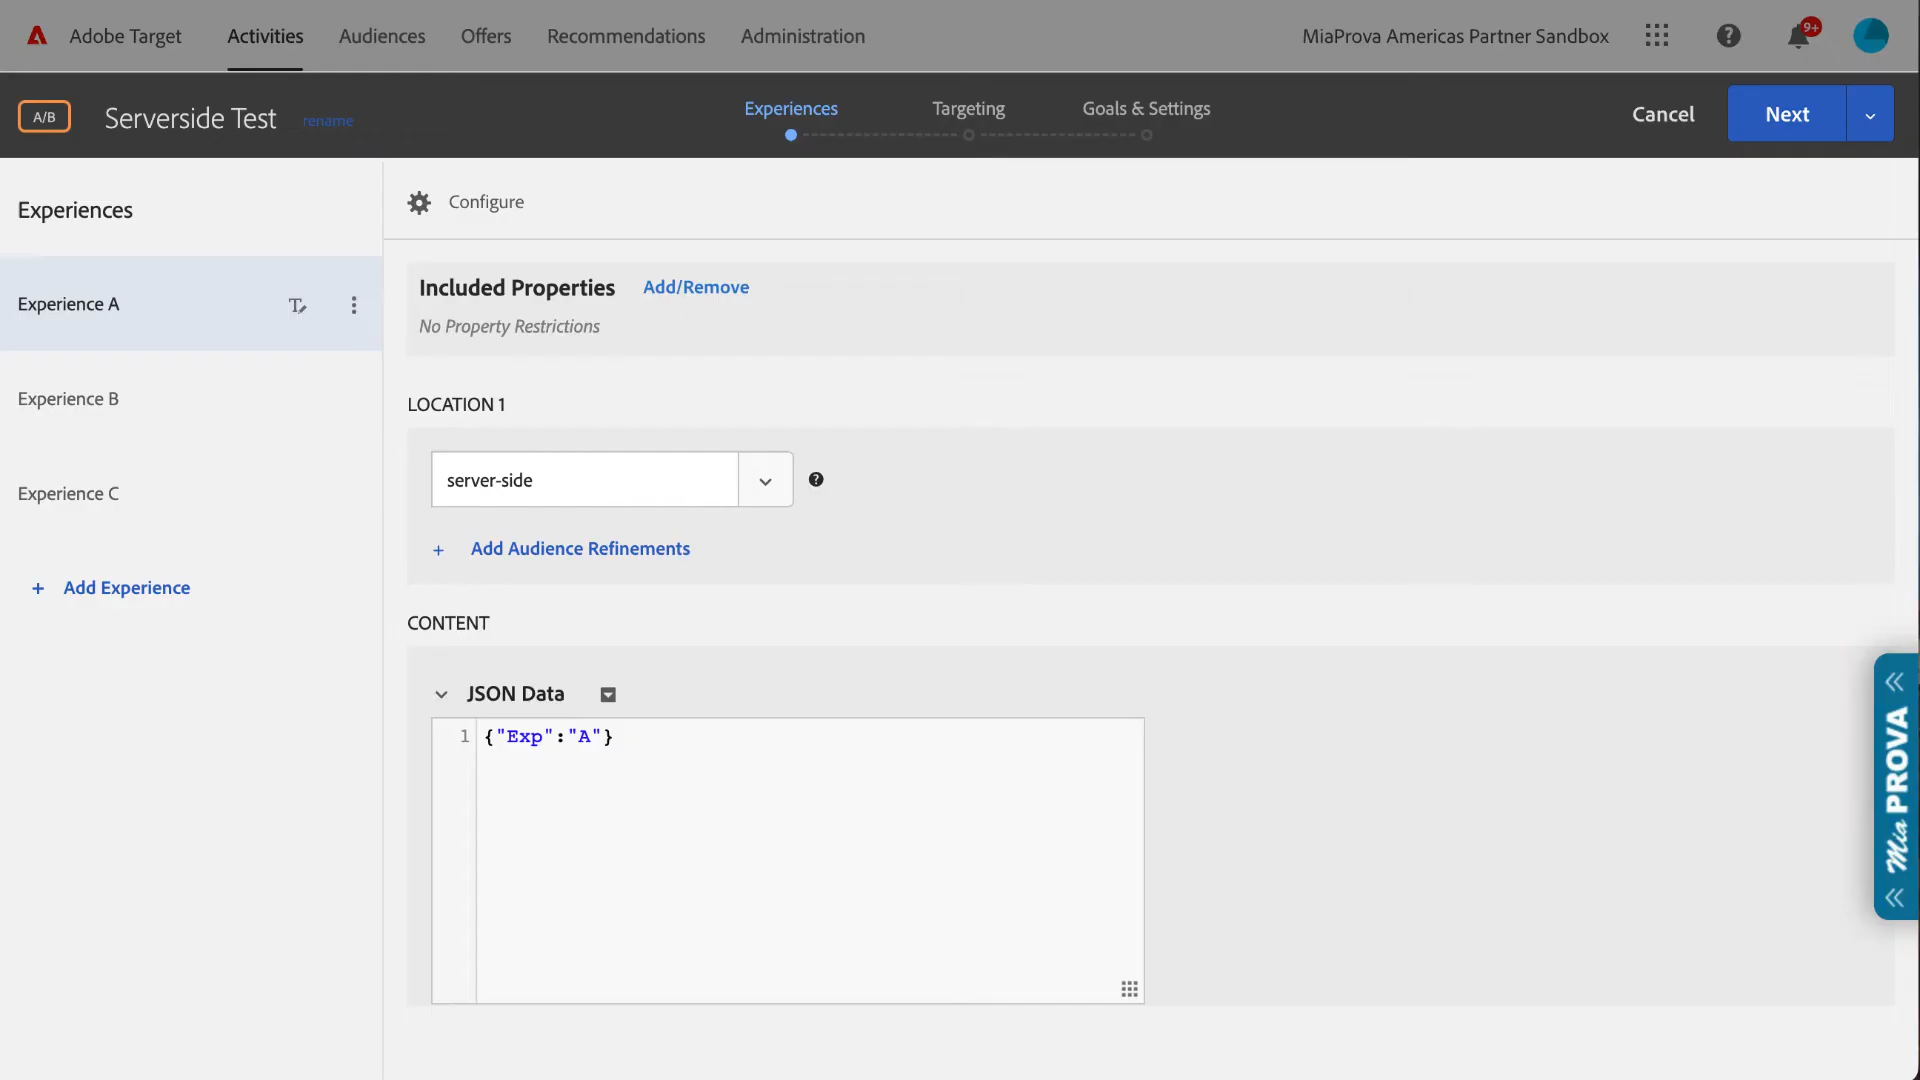 Adobe Target
Activities
Audiences
Offers
Recommendations
Administration
MiaProva Americas Partner Sandbox
9+
A/B
Serverside Test
rename
Experiences
Targeting
Goals & Settings
Cancel
Next
Experiences
Experience A
Experience B
Experience C
+ Add Experience
Configure
Included Properties
Add/Remove
No Property Restrictions
LOCATION 1
server-side
+ Add Audience Refinements
CONTENT
JSON Data
1 {"Exp":"A"}
Mia PROVA